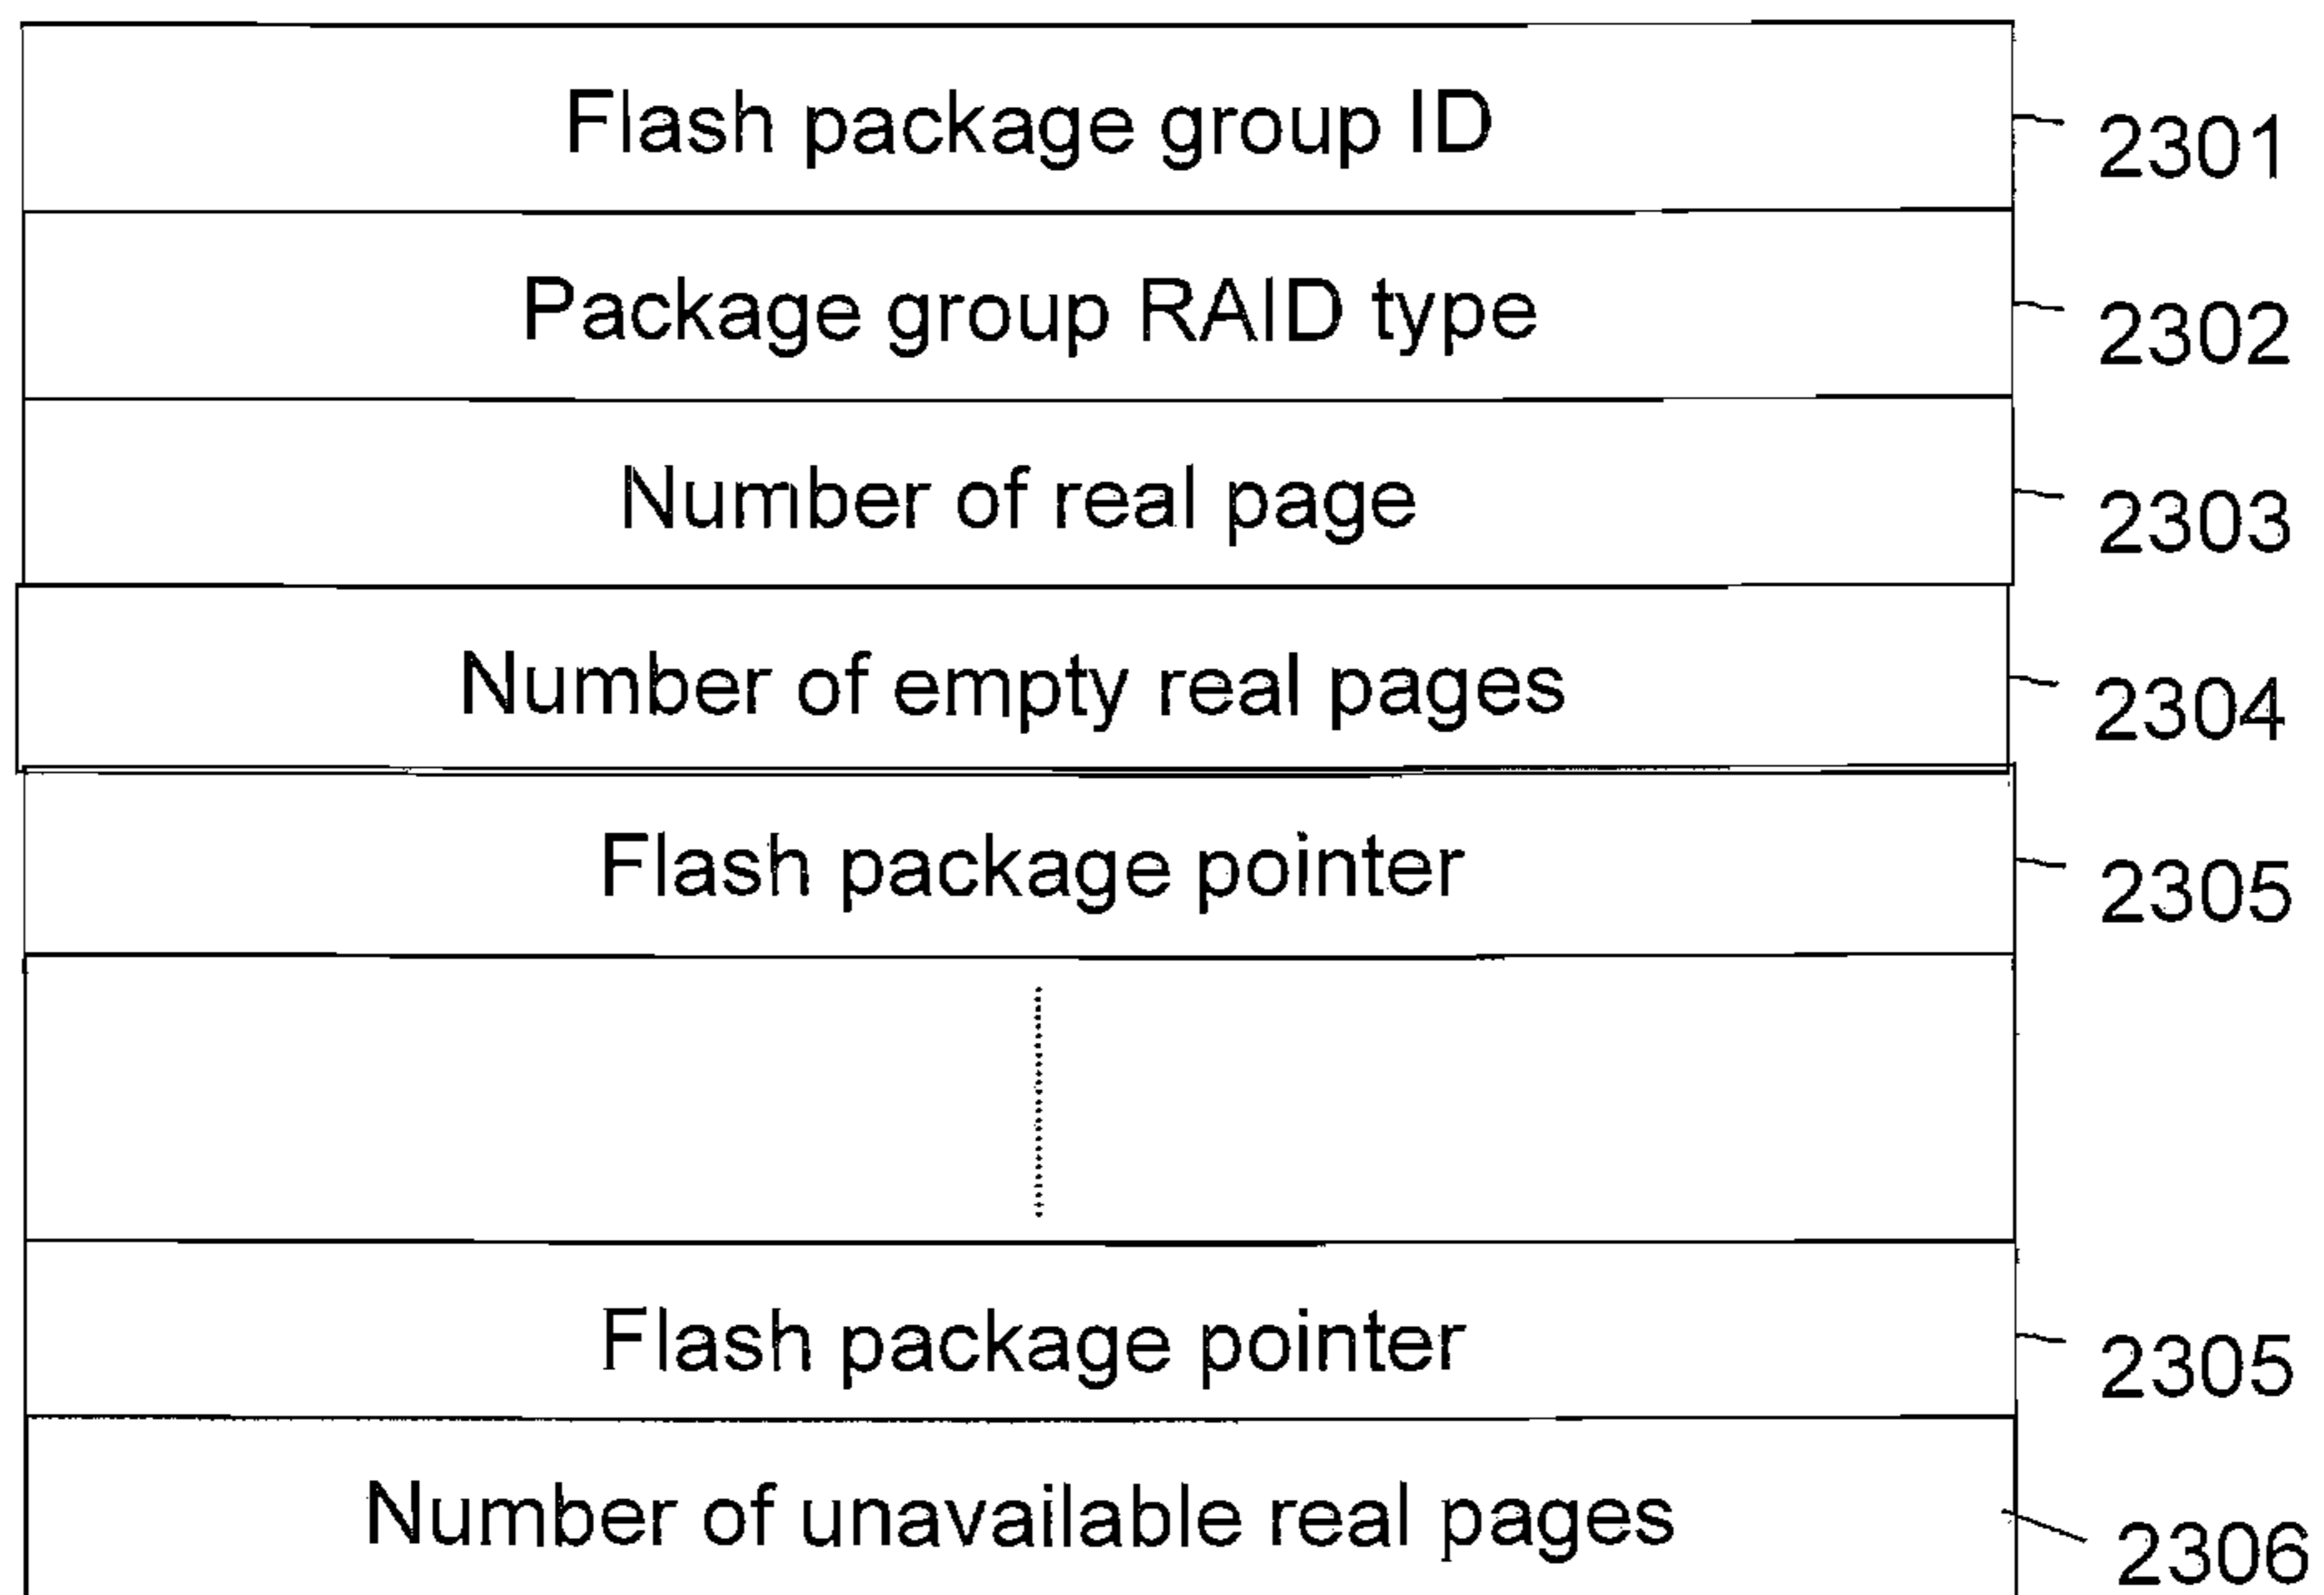 Flash package group ID 2301
Package group RAID type 2302
Number of real page 2303
Number of empty real pages 2304
Flash package pointer 2305
Flash package pointer 2305
Number of unavailable real pages 2306